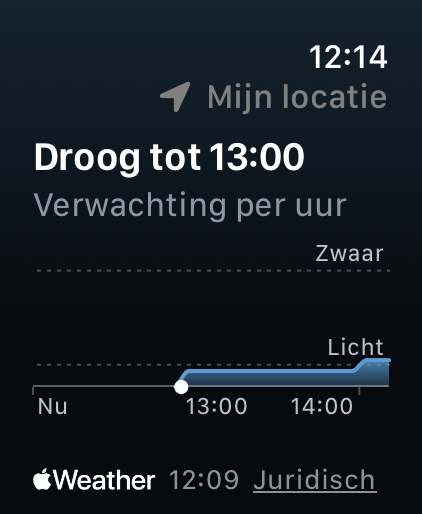 12:14
Mijn locatie
Droog tot 13:00
Verwachting per uur
Zwaar
Licht
Nu 13:00 14:00
Weather 12:09 Juridisch